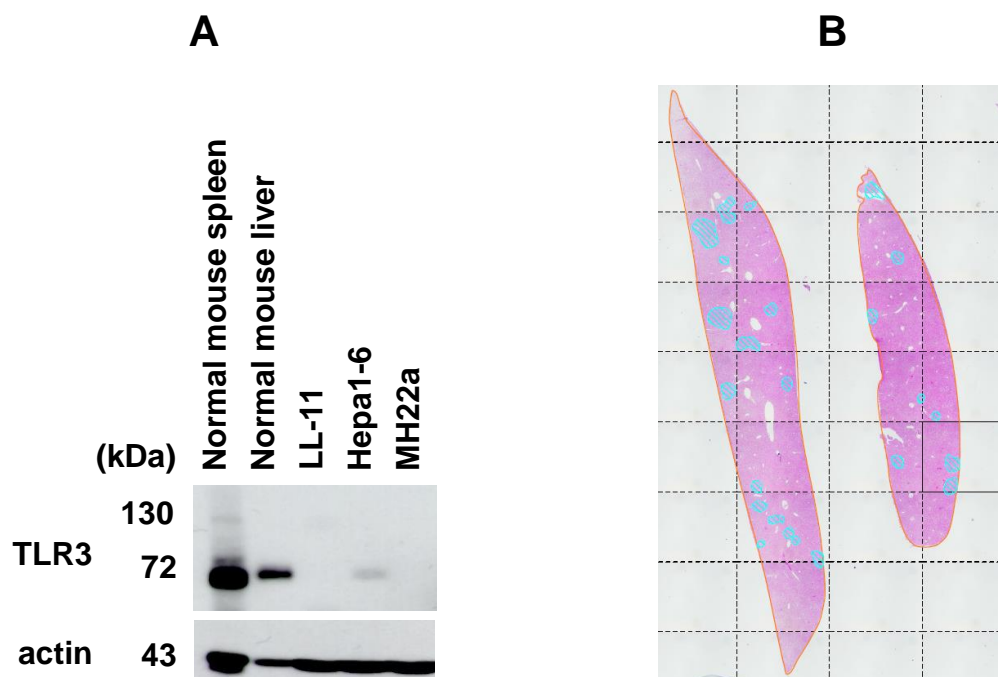 A
B
Normal mouse spleen
Normal mouse liver
LL-11
Hepa1-6
MH22a
(kDa)
130
TLR3
72
actin
43